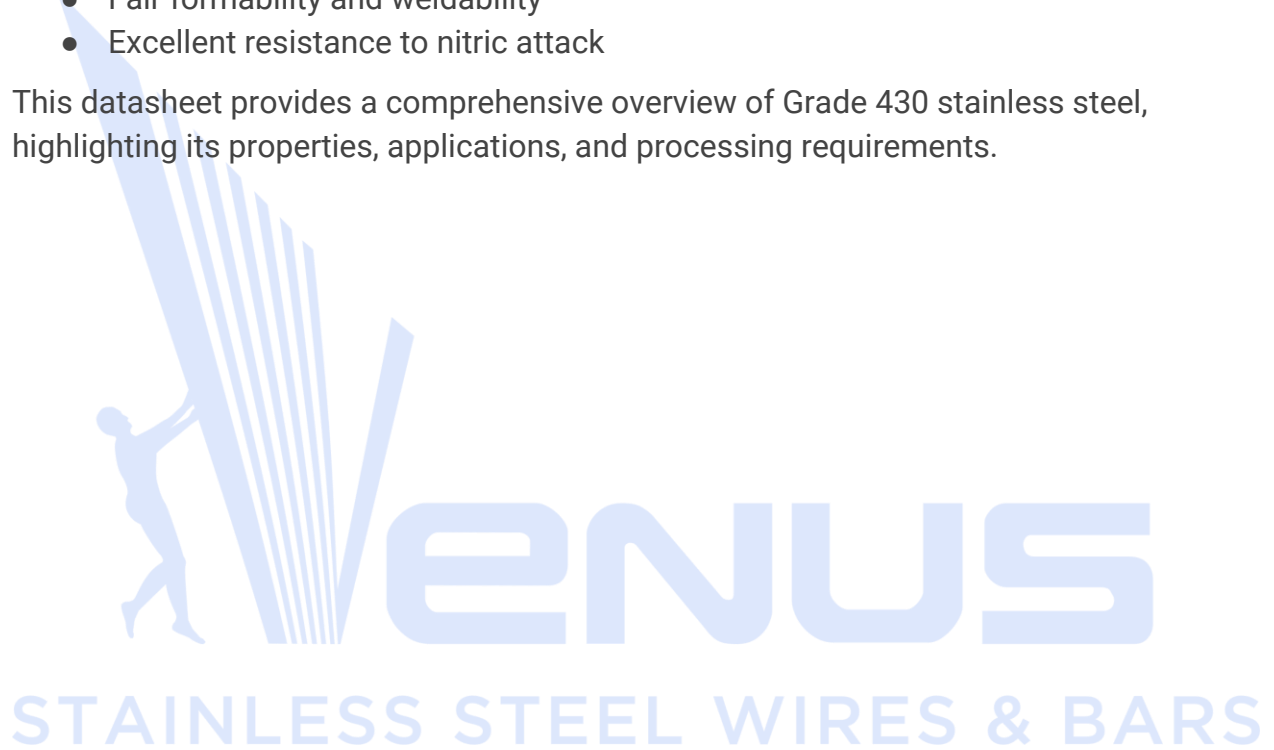 ● Fair formability and weldability
● Excellent resistance to nitric attack
This datasheet provides a comprehensive overview of Grade 430 stainless steel,
highlighting its properties, applications, and processing requirements.
VENUS
STAINLESS STEEL WIRES & BARS